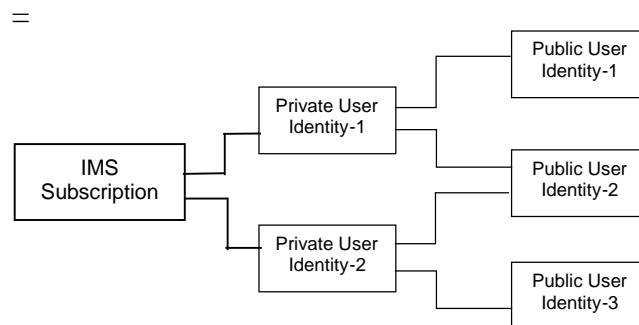 IMS
Subscription
Private User
Identity-1
Private User
Identity-2
Public User
Identity-1
Public User
Identity-2
Public User
Identity-3